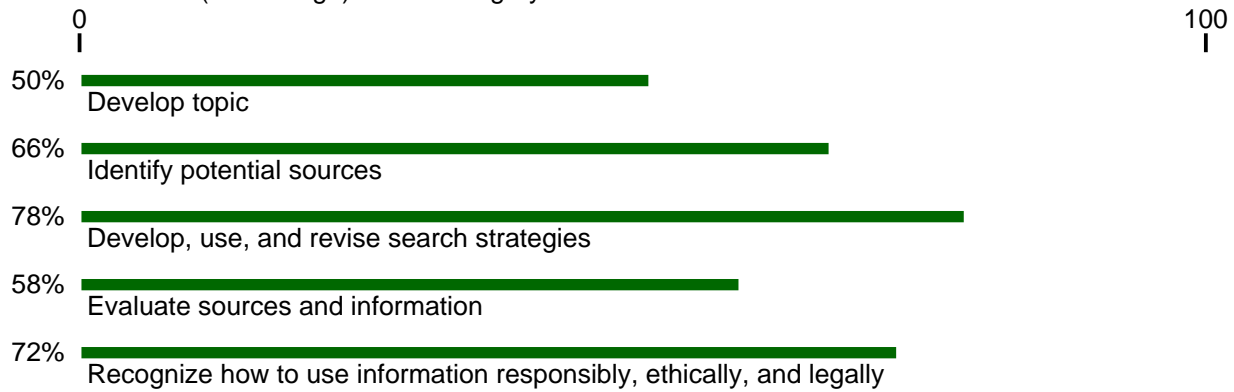 0 100
50%
Develop topic
66%
Identify potential sources
78%
Develop, use, and revise search strategies
58%
Evaluate sources and information
72%
Recognize how to use information responsibly, ethically, and legally